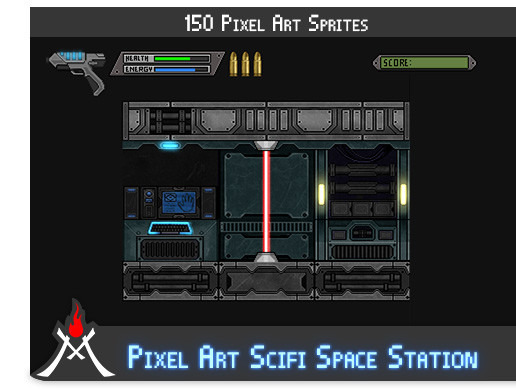 150 Pixel Art Sprites
HEALTH
ENERGY
SCORE:
Pixel Art Scifi Space Station